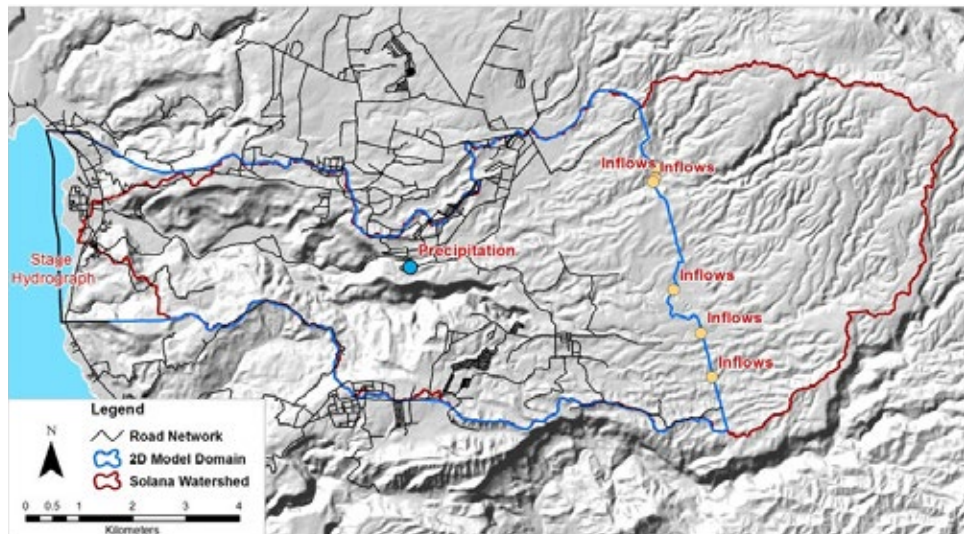 Inflows Inflows
Precipitation
Stage
Hydrograph
Inflows
Inflows
Inflows
Legend
N
Road Network
2D Model Domain
Solana Watershed
0 0.5 1 2 3 4
Kilometers